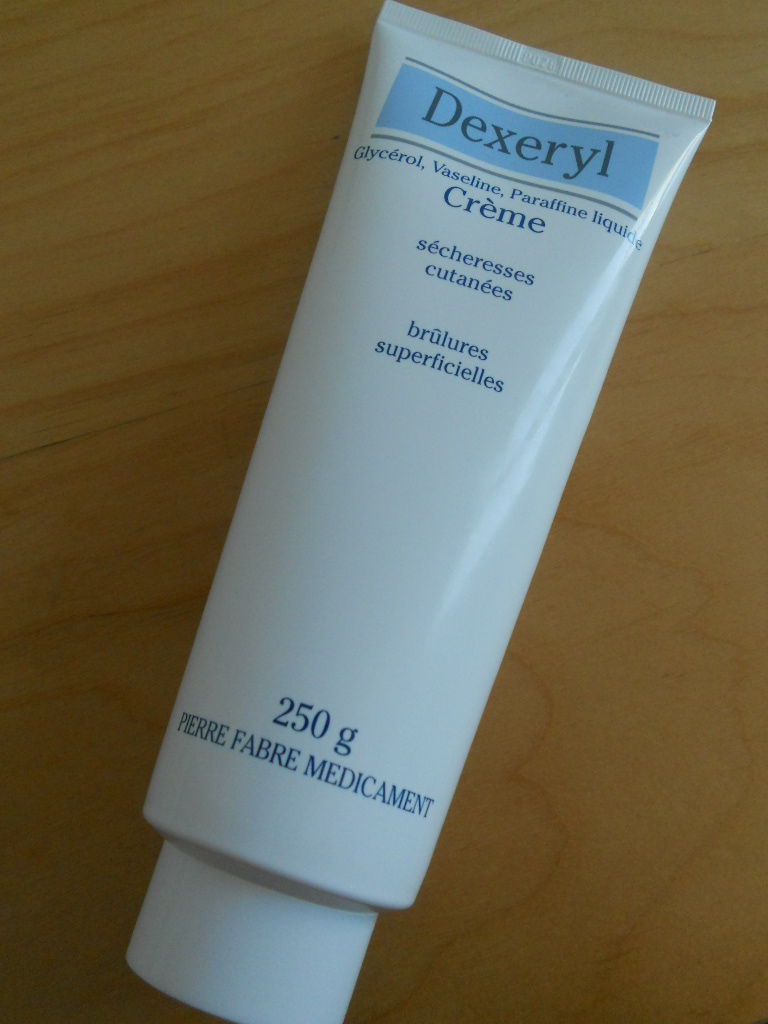 Dexeryl
Glycérol, Vaseline, Paraffine liquide
Crème
sécheresses
cutanées
brûlures
superficielles
250 g
PIERRE FABRE MEDICAMENT